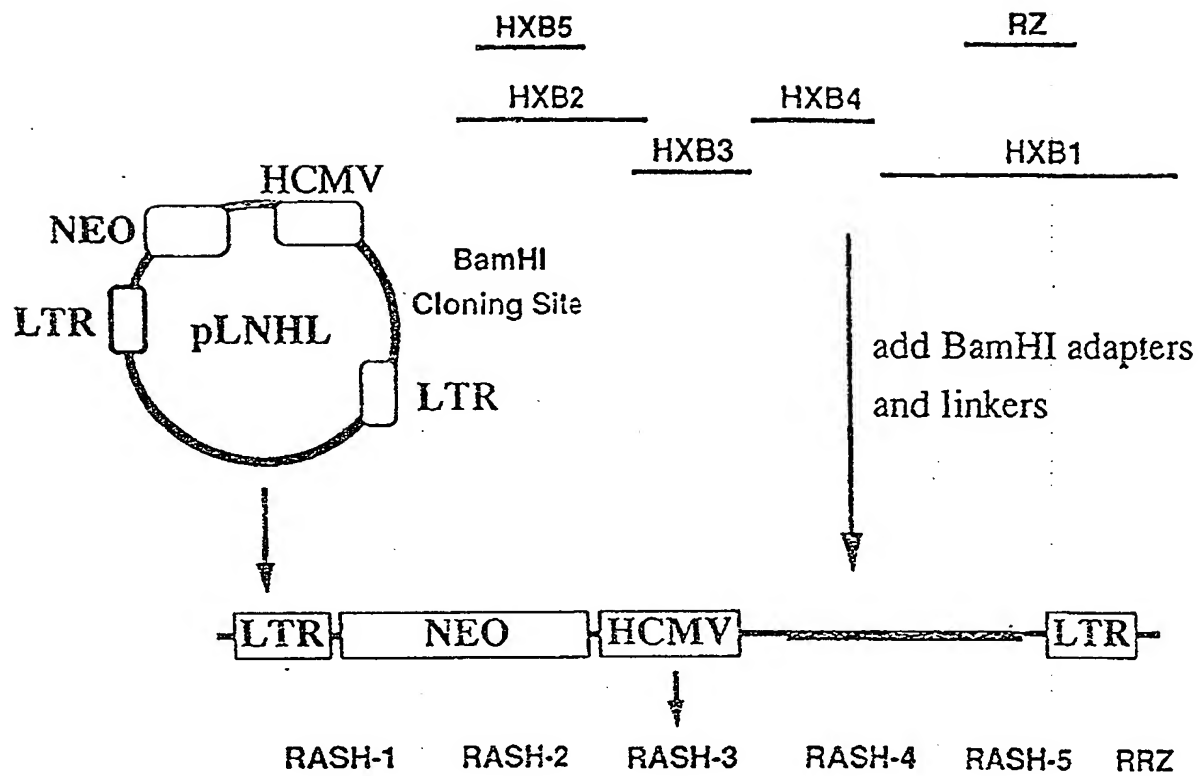 HXB5
RZ
HXB2
HXB4
HXB3
HXB1
HCMV
NEO
BamHI
Cloning Site
LTR
pLNHL
add BamHI adapters
LTR
and linkers
LTR
NEO
HCMV
LTR
RASH-1
RASH-2
RASH-3
RASH-4
RASH-5
RRZ